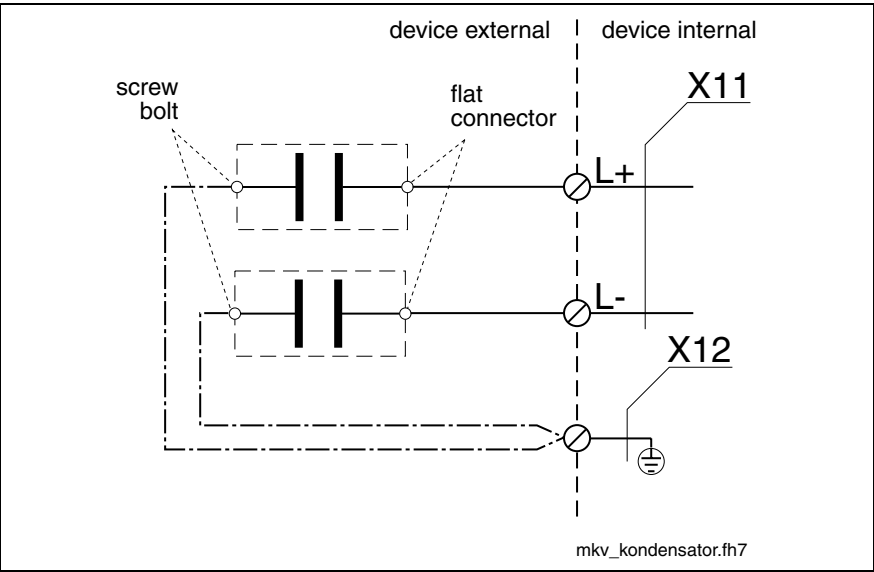 device external
device internal
X11
screw
bolt
flat
connector
L+
L-
X12
mkv_kondensator.fh7